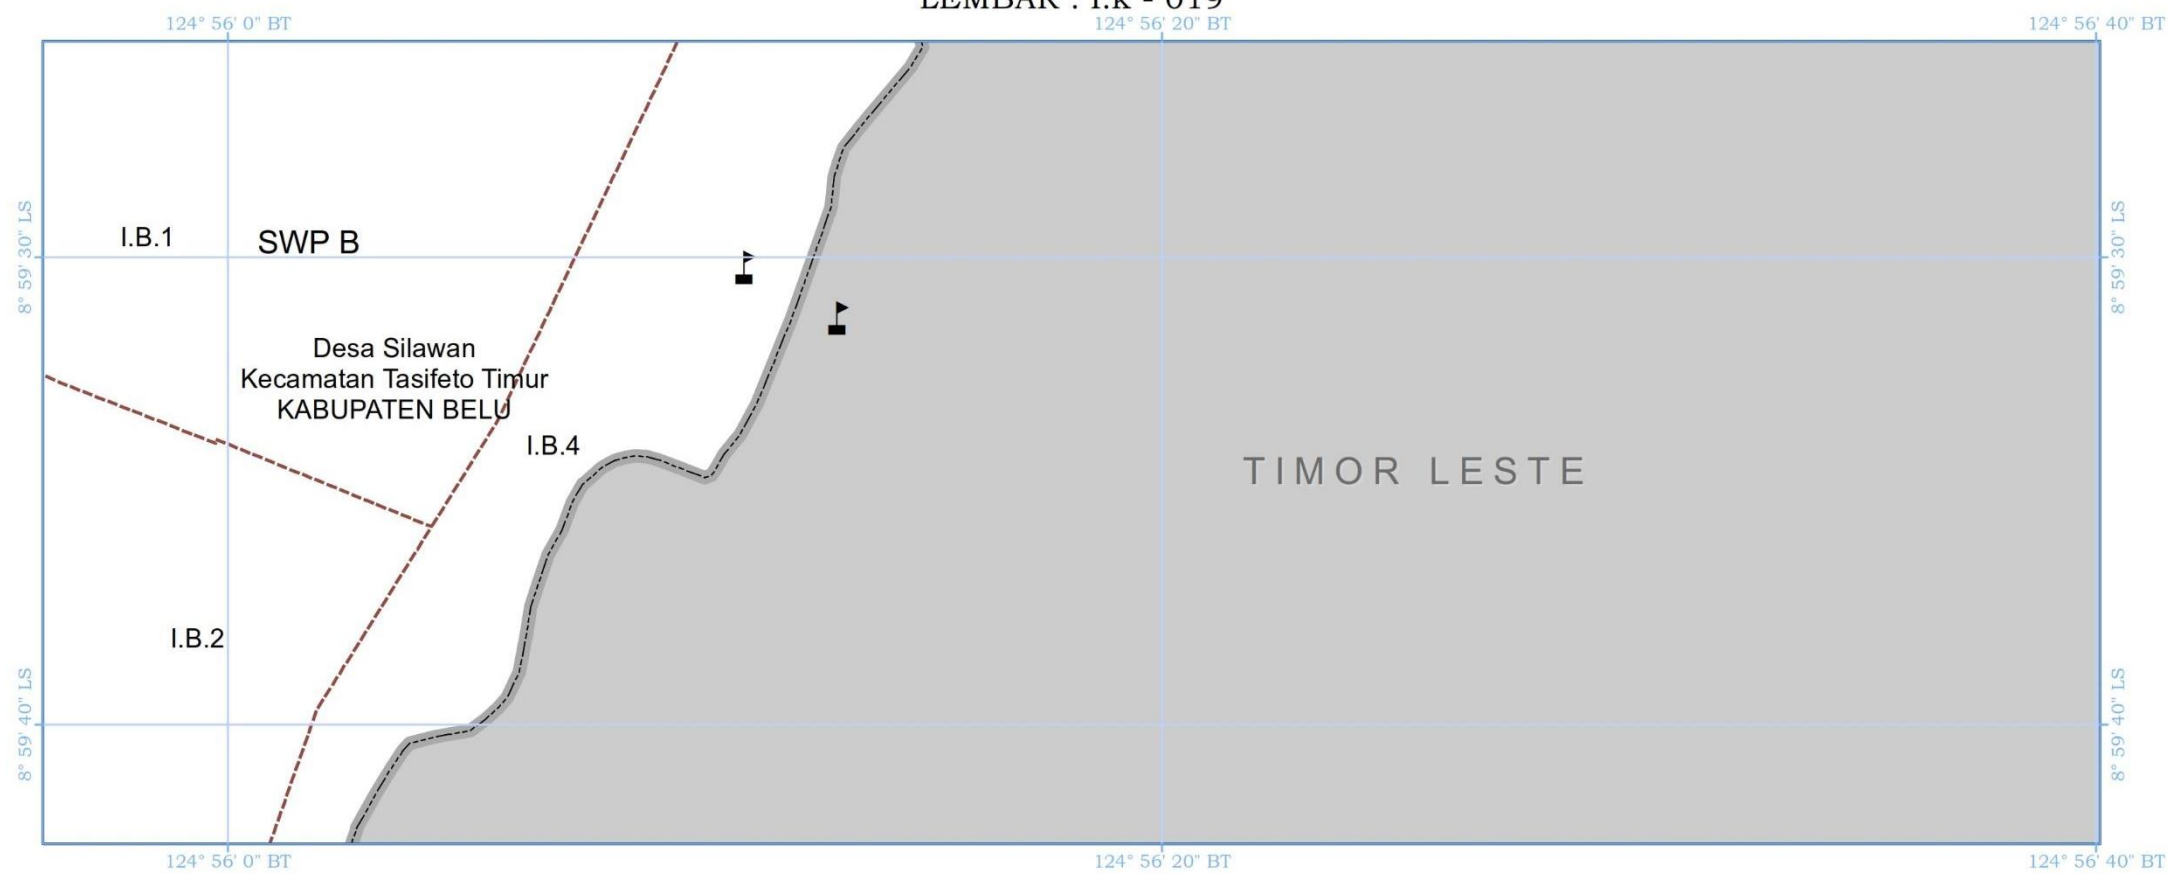 LEMBAR : I.k - 019
124° 56' 0" BT
124° 56' 20" BT
124° 56' 40" BT
8° 59' 30" LS
8° 59' 30" LS
I.B.1
SWP B
Desa Silawan
Kecamatan Tasifeto Timur
KABUPATEN BELU
I.B.4
TIMOR LESTE
I.B.2
8° 59' 40" LS
8° 59' 40" LS
124° 56' 0" BT
124° 56' 20" BT
124° 56' 40" BT